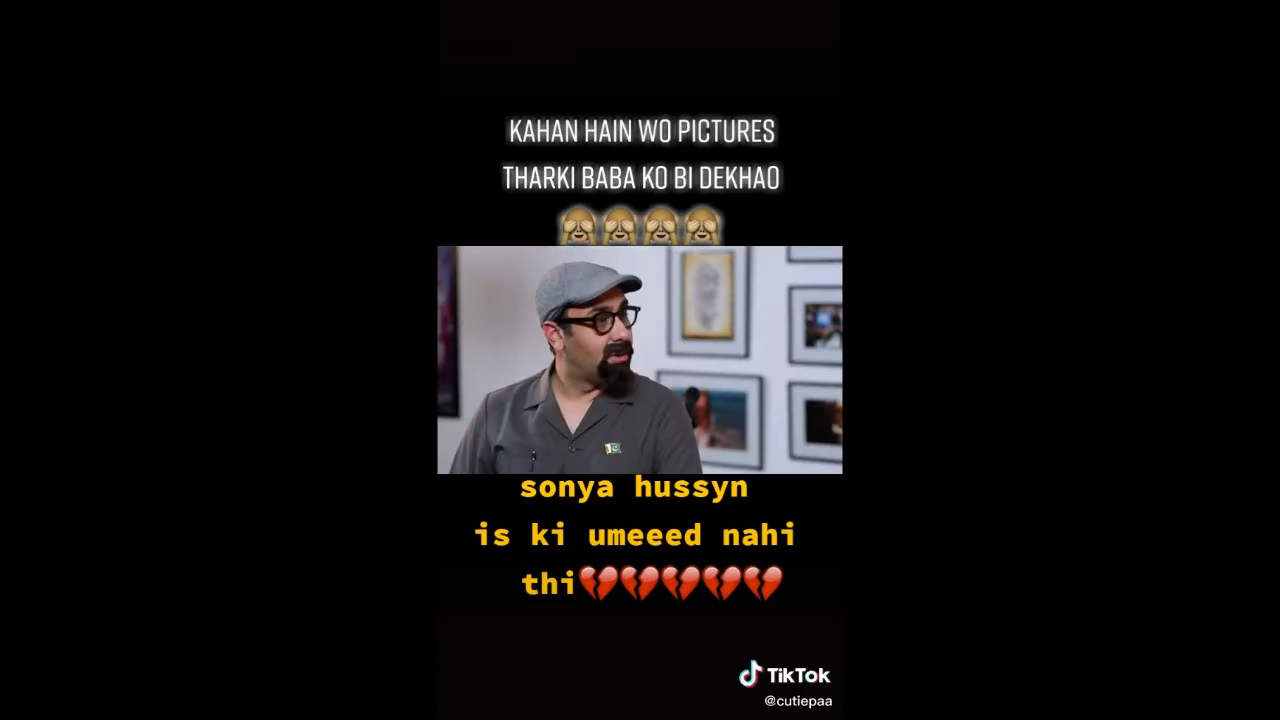 KAHAN HAIN WO PICTURES
THARKI BABA KO BI DEKHAO
🙈🙈🙈🙈
sonya hussyn
is ki umeeed nahi
thi💔💔💔💔💔
TikTok
@cutiepaa